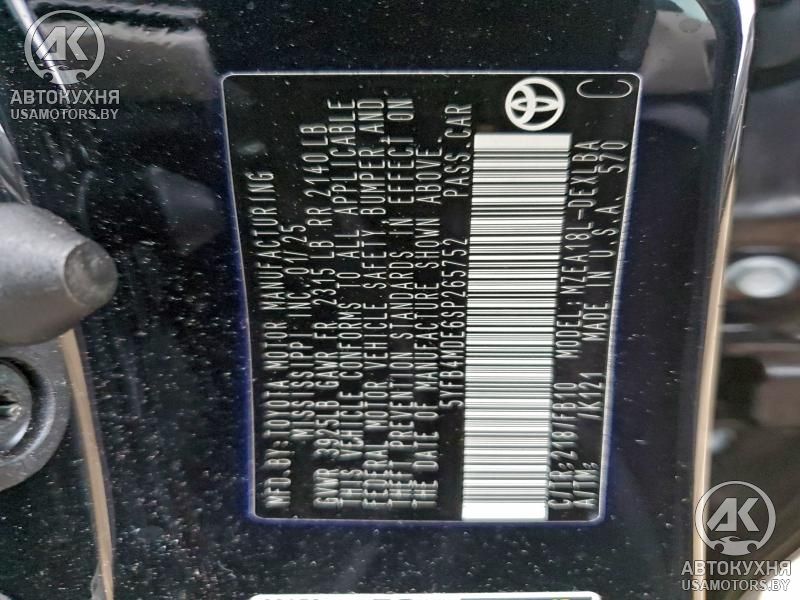 АВТОКУХНЯ
USAMOTORS.BY
MFD.BY: TOYOTA MOTOR MANUFACTURING
MISSISSIPPI INC. 01/25
GVWR 3925LB GAWR FR 2315 LB RR 2140 LB
THIS VEHICLE CONFORMS TO ALL APPLICABLE
FEDERAL MOTOR VEHICLE SAFETY BUMPER, AND
THEFT PREVENTION STANDARDS IN EFFECT ON
THE DATE OF MANUFACTURE SHOWN ABOVE.
5YFB4MDE6SP265752 PASS. CAR
C/TR: 218/FB10 MODEL: MZEA18L-DEXLBA
A/TM: /K121 MADE IN U.S.A. 570
C
АВТОКУХНЯ
USAMOTORS.BY